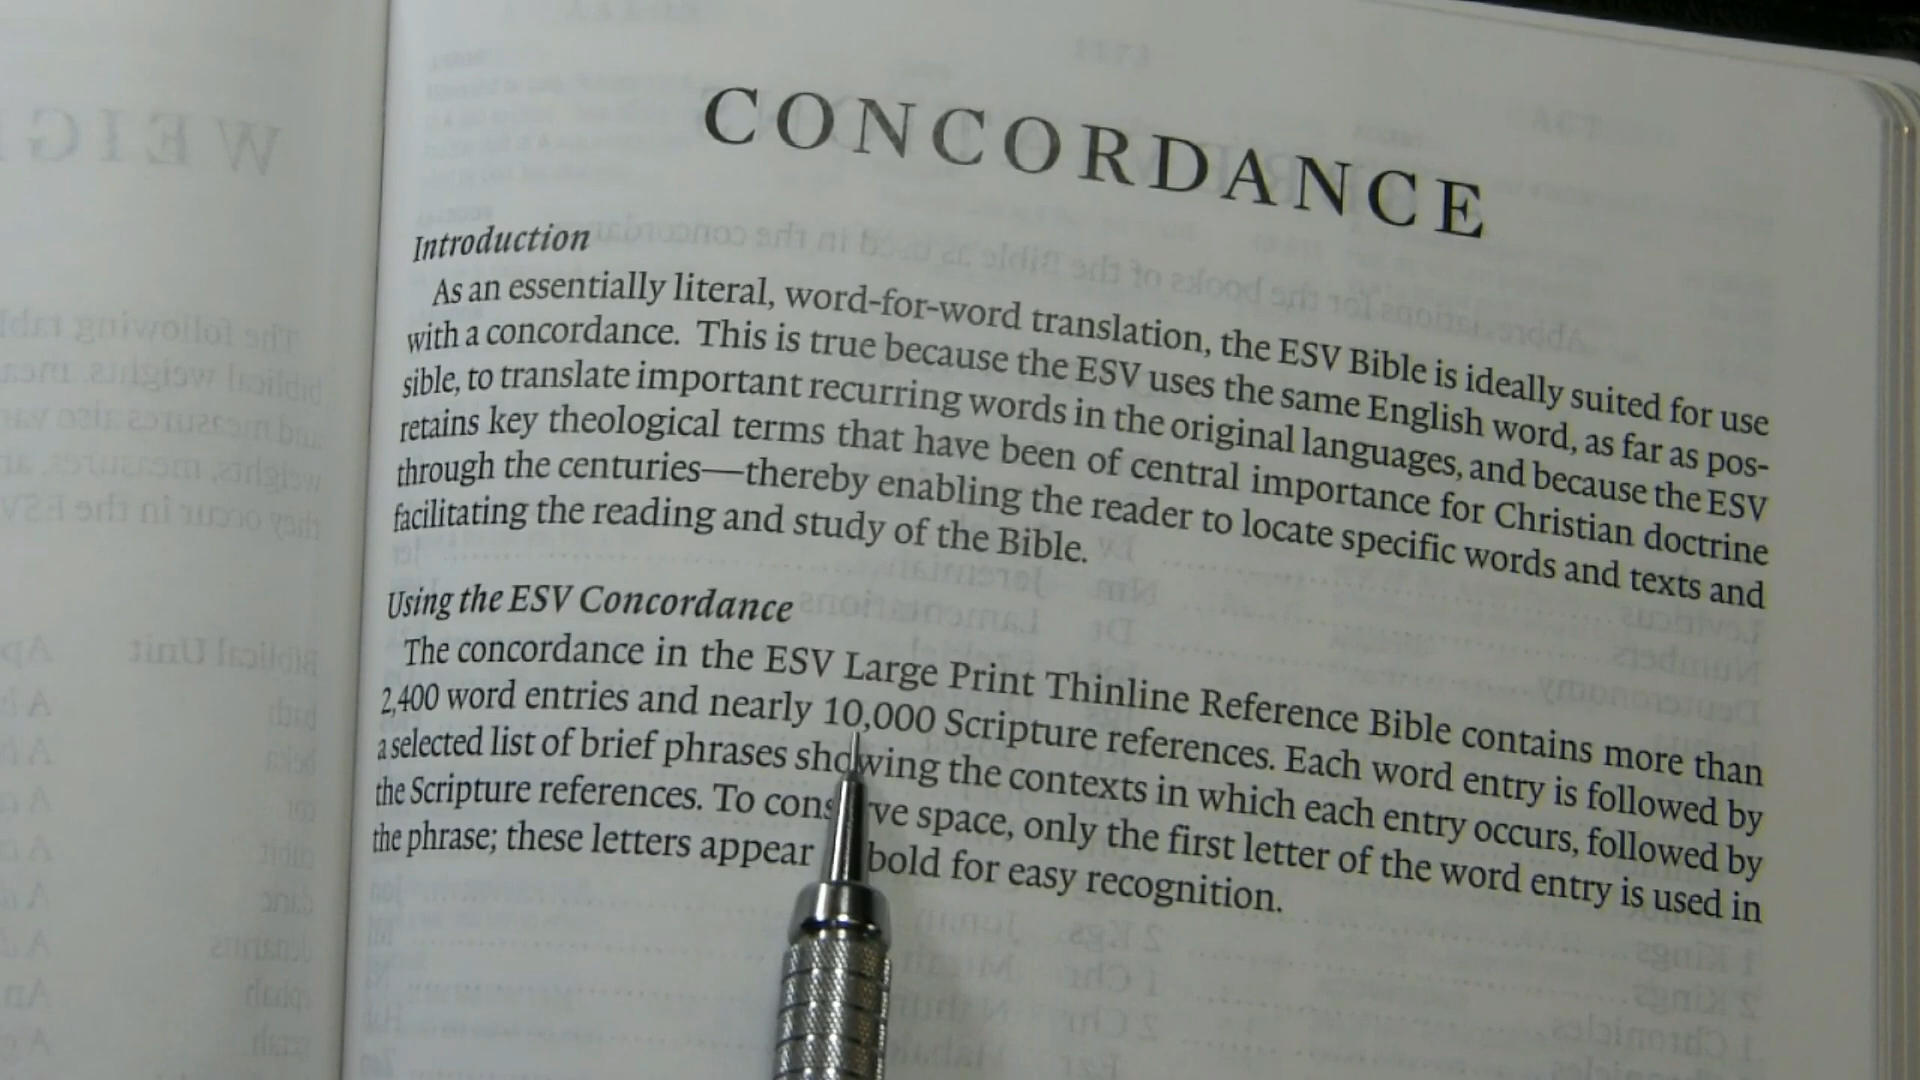 CONCORDANCE
Introduction
As an essentially literal, word-for-word translation, the ESV Bible is ideally suited for use
with a concordance. This is true because the ESV uses the same English word, as far as pos-
sible, to translate important recurring words in the original languages, and because the ESV
retains key theological terms that have been of central importance for Christian doctrine
through the centuries—thereby enabling the reader to locate specific words and texts and
facilitating the reading and study of the Bible.
Using the ESV Concordance
The concordance in the ESV Large Print Thinline Reference Bible contains more than
2,400 word entries and nearly 10,000 Scripture references. Each word entry is followed by
a selected list of brief phrases showing the contexts in which each entry occurs, followed by
the Scripture references. To conserve space, only the first letter of the word entry is used in
the phrase; these letters appear bold for easy recognition.